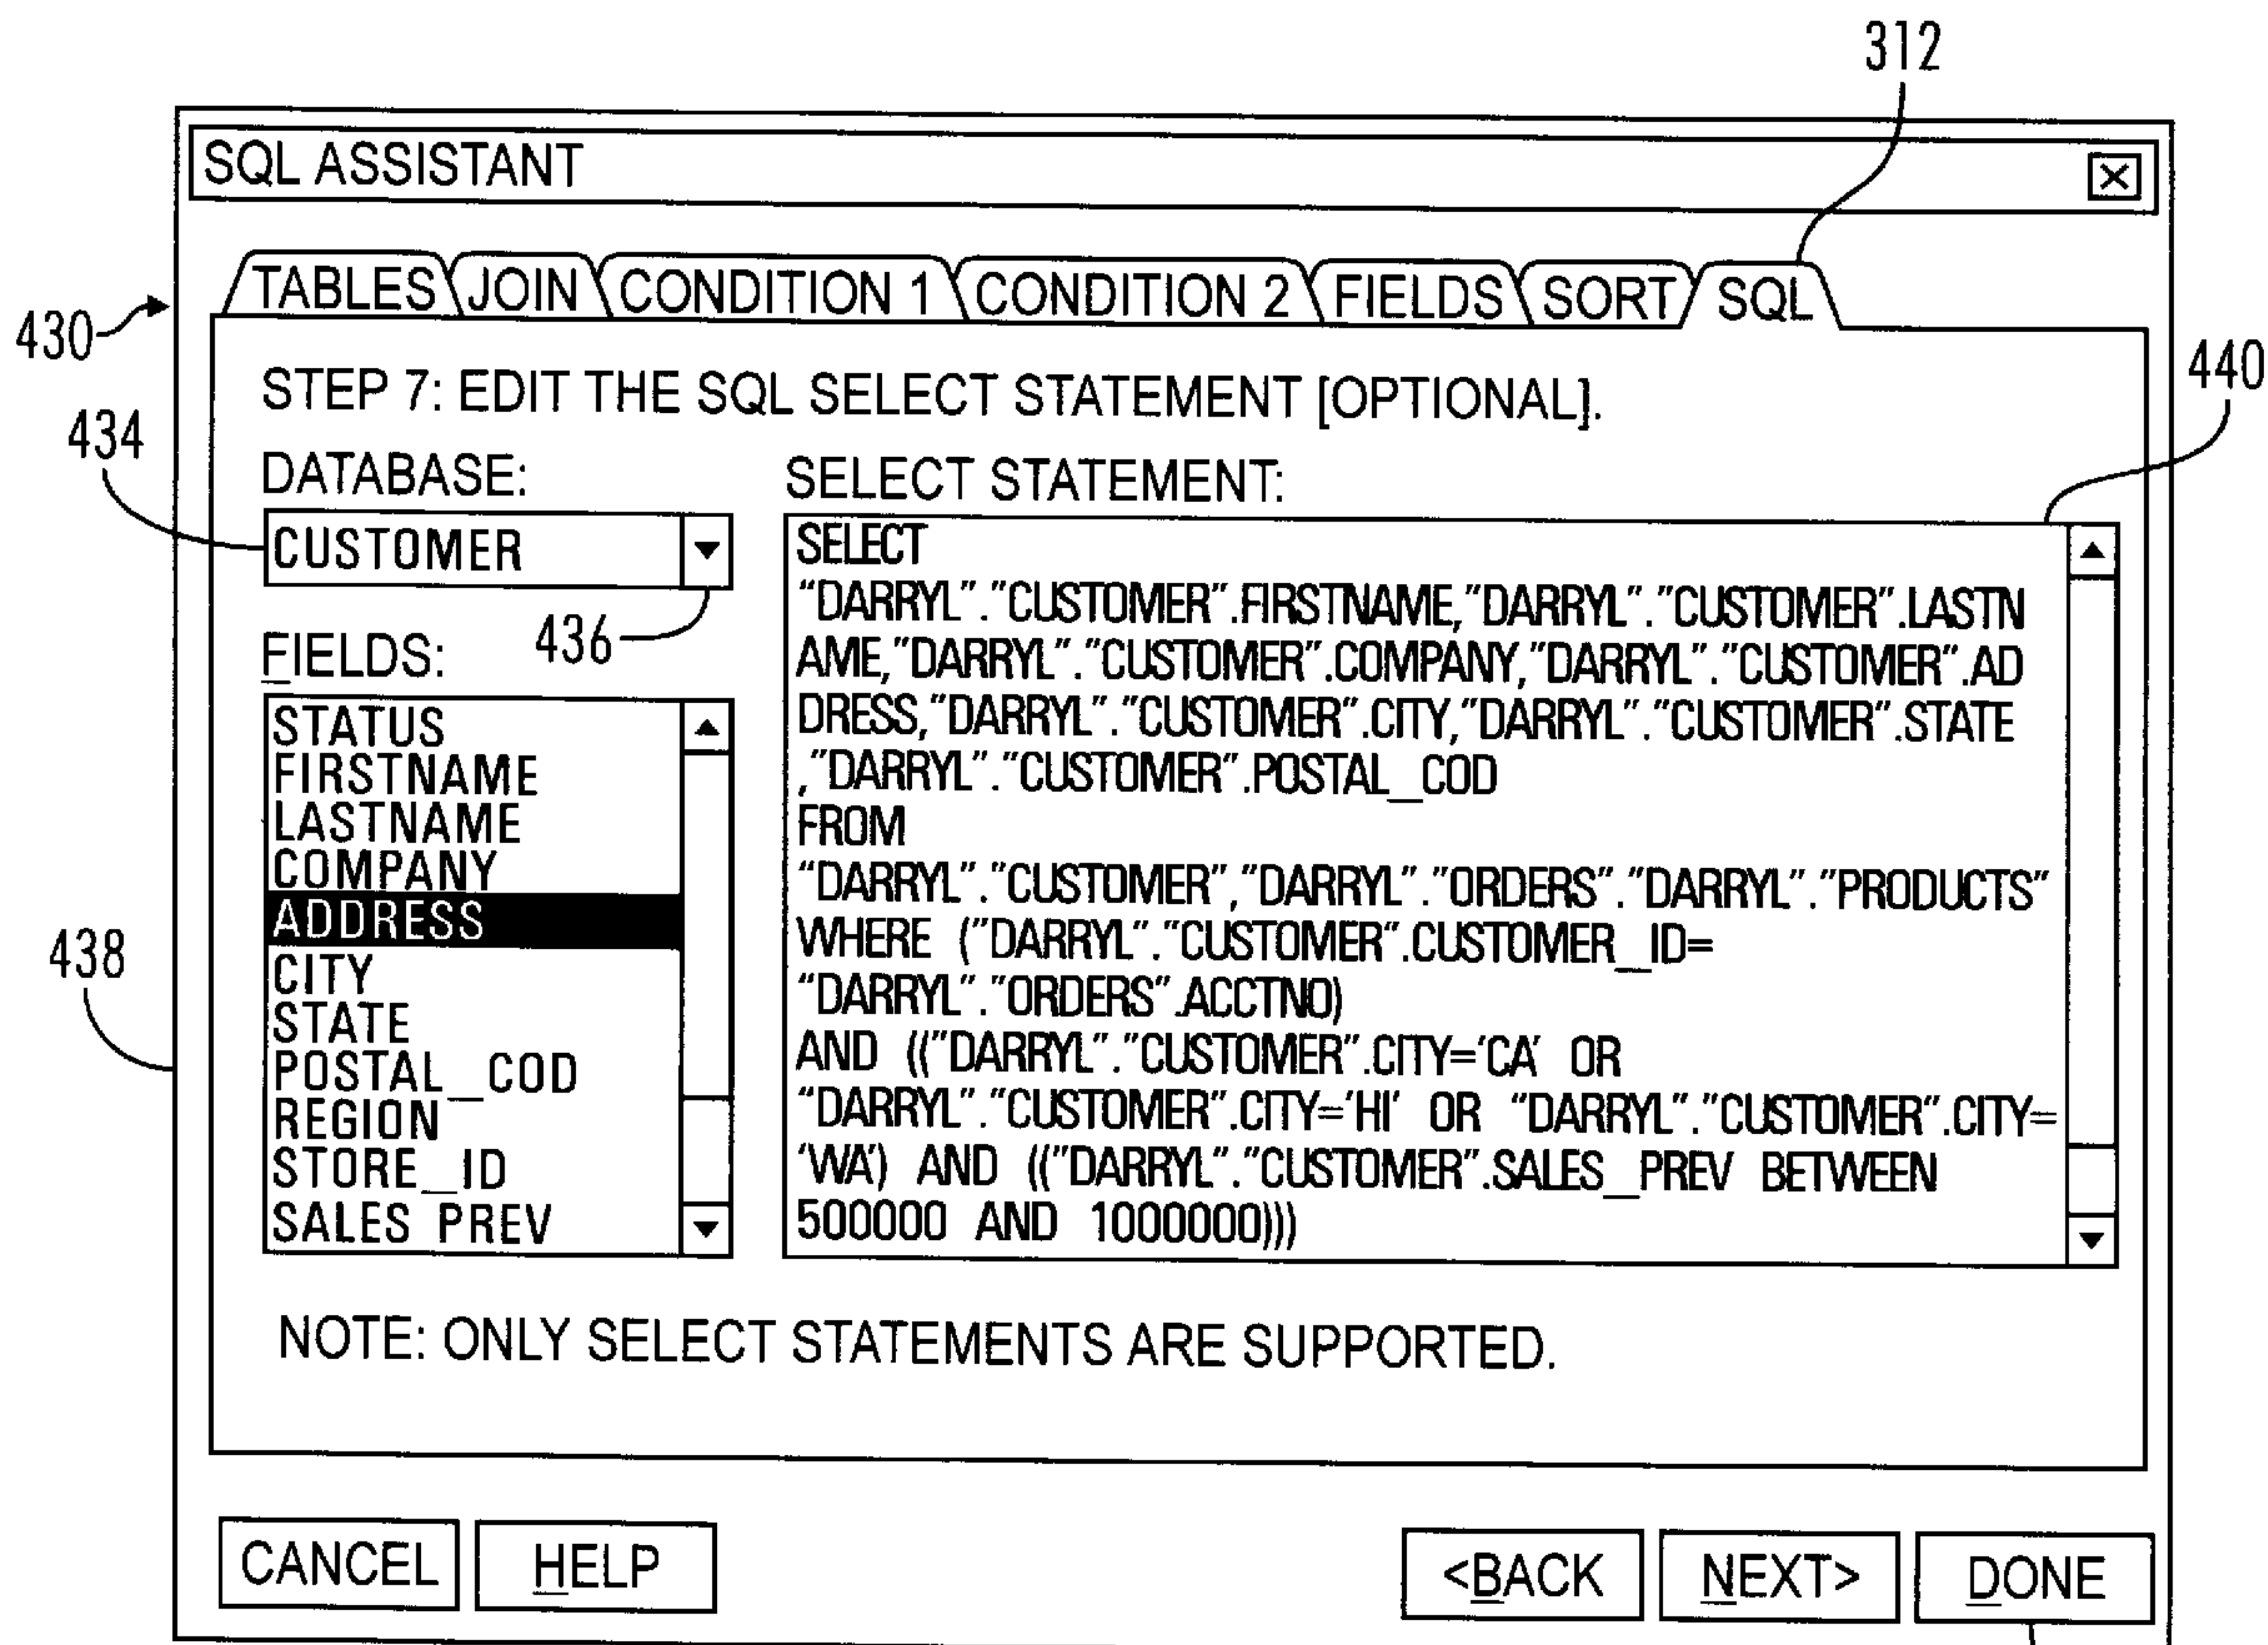 312
SQL ASSISTANT
TABLES JOIN CONDITION 1 CONDITION 2 FIELDS SORT SQL
430
STEP 7: EDIT THE SQL SELECT STATEMENT [OPTIONAL].
440
434
DATABASE:
CUSTOMER
436
FIELDS:
STATUS
FIRSTNAME
LASTNAME
COMPANY
ADDRESS
CITY
STATE
POSTAL_COD
REGION
STORE_ID
SALES PREV
438
SELECT STATEMENT:
SELECT
"DARRYL"."CUSTOMER".FIRSTNAME,"DARRYL"."CUSTOMER".LASTN
AME,"DARRYL"."CUSTOMER".COMPANY,"DARRYL"."CUSTOMER".AD
DRESS,"DARRYL"."CUSTOMER".CITY,"DARRYL"."CUSTOMER".STATE
,"DARRYL"."CUSTOMER".POSTAL_COD
FROM
"DARRYL"."CUSTOMER","DARRYL"."ORDERS"."DARRYL"."PRODUCTS"
WHERE ("DARRYL"."CUSTOMER".CUSTOMER_ID=
"DARRYL"."ORDERS".ACCTNO)
AND (("DARRYL"."CUSTOMER".CITY='CA' OR
"DARRYL"."CUSTOMER".CITY='HI' OR "DARRYL"."CUSTOMER".CITY=
'WA') AND (("DARRYL"."CUSTOMER".SALES_PREV BETWEEN
500000 AND 1000000)))
NOTE: ONLY SELECT STATEMENTS ARE SUPPORTED.
CANCEL HELP <BACK NEXT> DONE